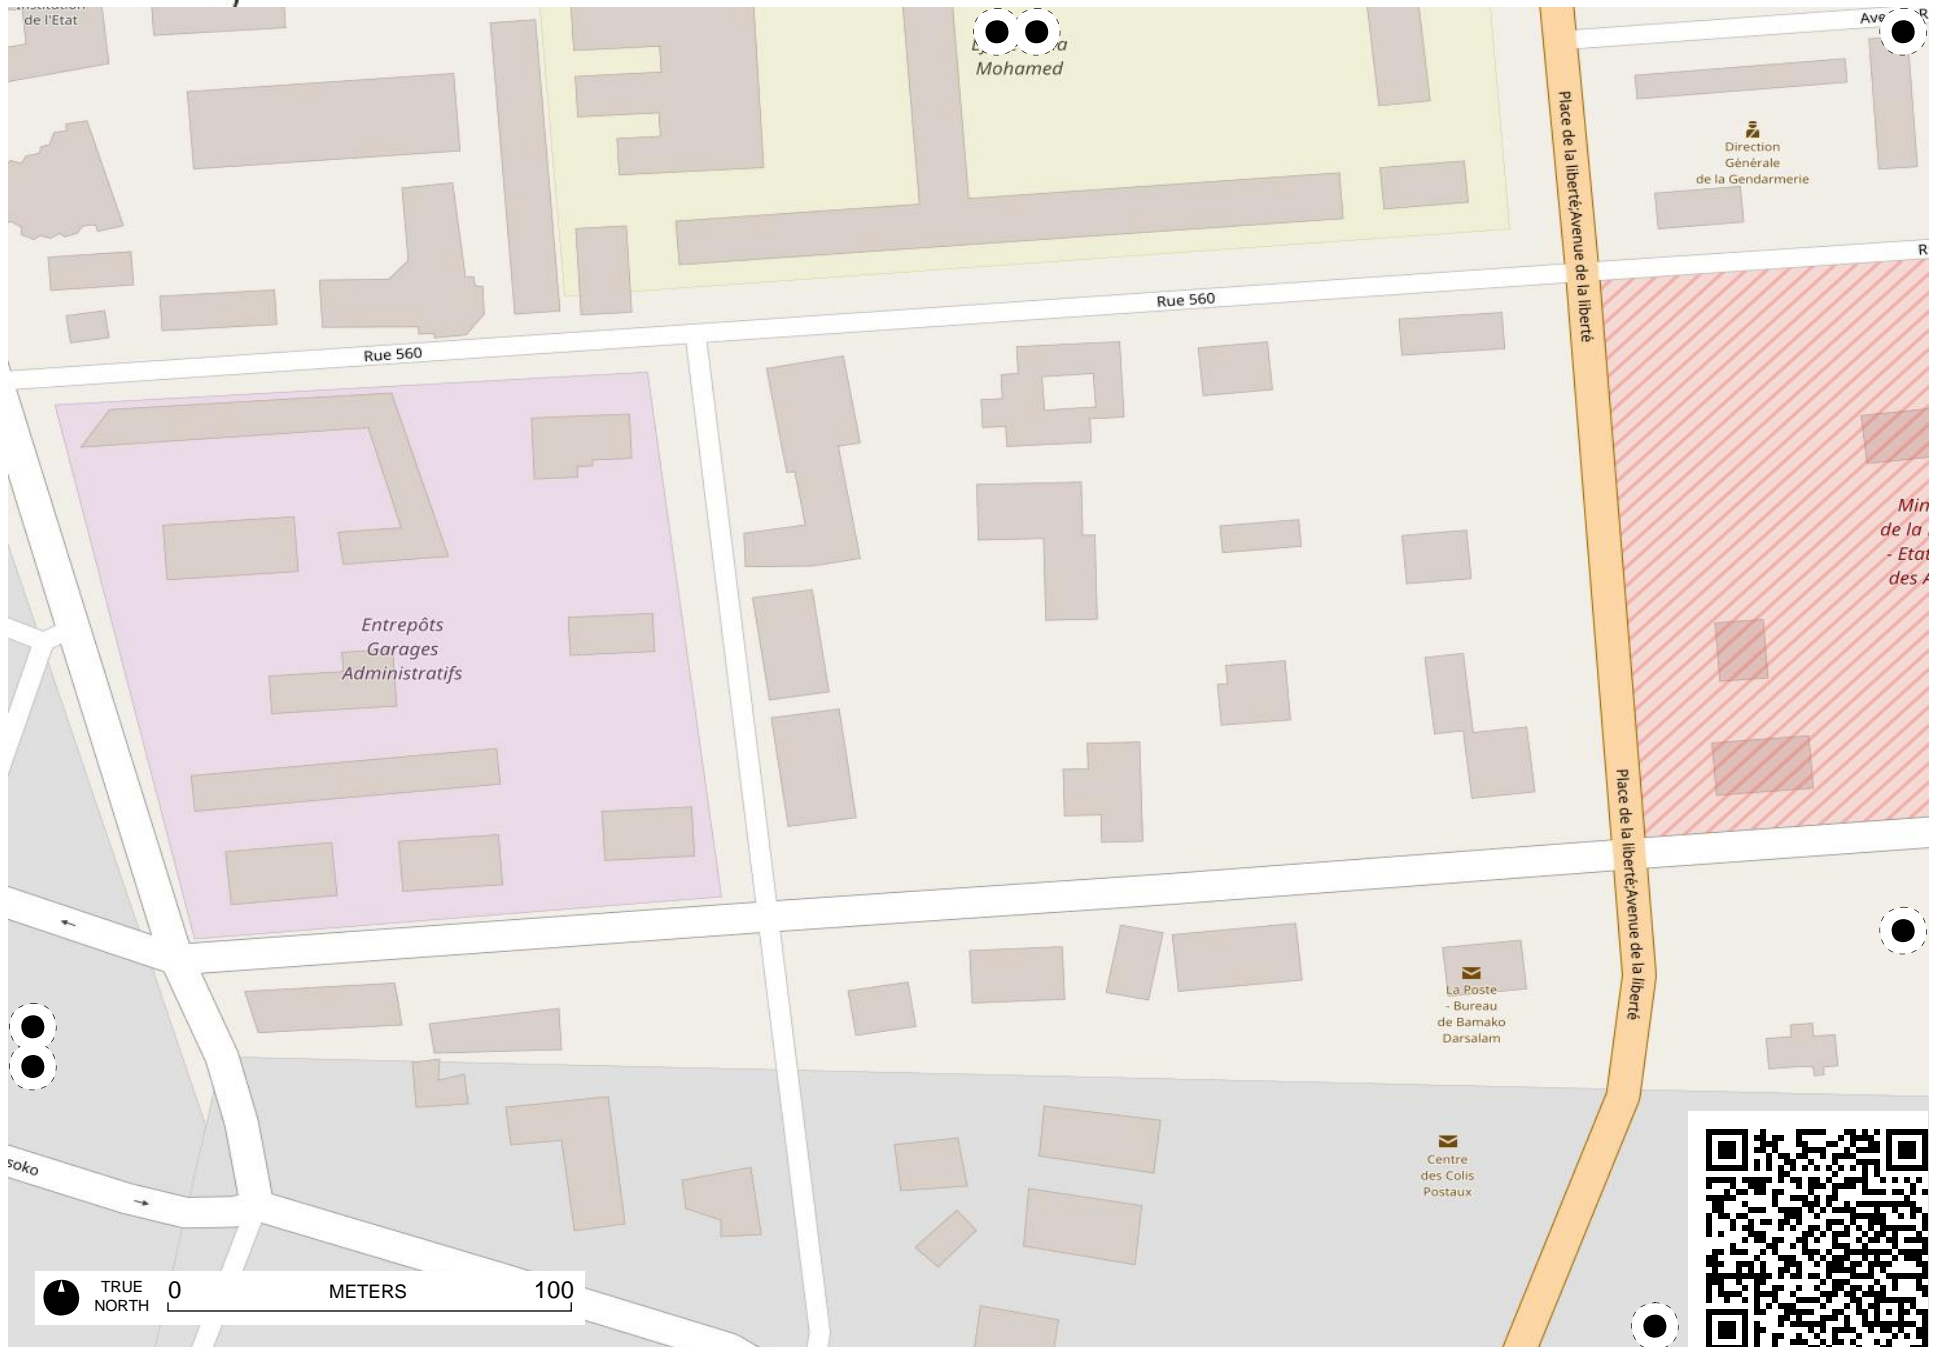 de l'Etat
Mohamed
Place de la liberté;Avenue de la liberté
Direction
Générale
de la Gendarmerie
Rue 560
Rue 560
Entrepôts
Garages
Administratifs
de la
Place de la liberté;Avenue de la liberté
La Poste
- Bureau
de Bamako
Darsalam
Centre
des Colis
Postaux
TRUE
NORTH
0
METERS
100